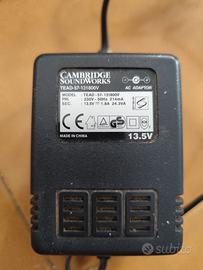 CAMBRIDGE
SOUNDWORKS
TEAD-57-131800V
AC ADAPTOR
MODEL: TEAD-57-131800V
PRI.: 230V~50Hz 214mA
SEC.: 13.5V 1.8A 24.3VA
MADE IN CHINA
13.5V
subito